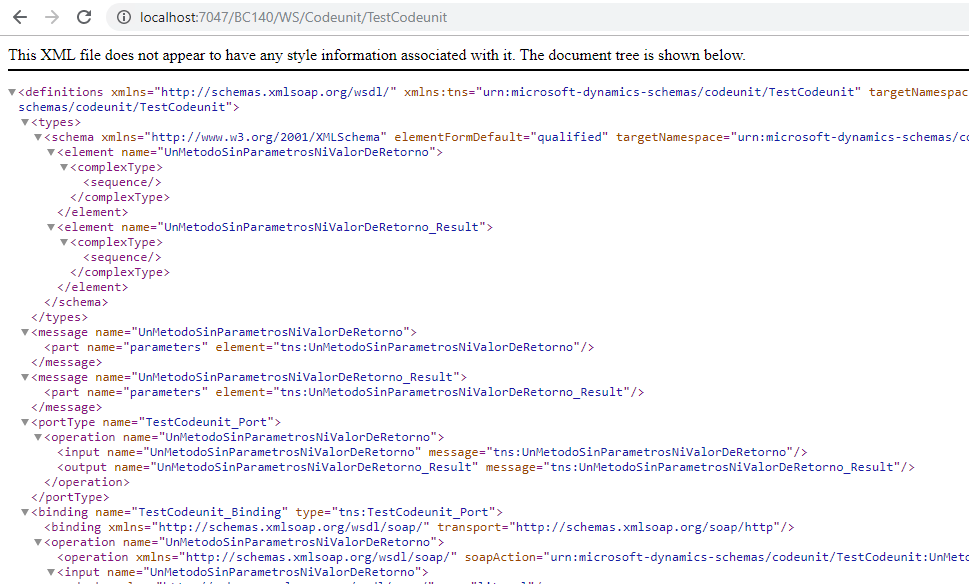 localhost:7047/BC140/WS/Codeunit/TestCodeunit
This XML file does not appear to have any style information associated with it. The document tree is shown below.
▼<definitions xmlns="http://schemas.xmlsoap.org/wsdl/" xmlns:tns="urn:microsoft-dynamics-schemas/codeunit/TestCodeunit" targetNamespac
schemas/codeunit/TestCodeunit">
▼<types>
▼<schema xmlns="http://www.w3.org/2001/XMLSchema" elementFormDefault="qualified" targetNamespace="urn:microsoft-dynamics-schemas/co
▼<element name="UnMetodoSinParametrosNiValorDeRetorno">
▼<complexType>
<sequence/>
</complexType>
</element>
▼<element name="UnMetodoSinParametrosNiValorDeRetorno_Result">
▼<complexType>
<sequence/>
</complexType>
</element>
</schema>
</types>
▼<message name="UnMetodoSinParametrosNiValorDeRetorno">
<part name="parameters" element="tns:UnMetodoSinParametrosNiValorDeRetorno"/>
</message>
▼<message name="UnMetodoSinParametrosNiValorDeRetorno_Result">
<part name="parameters" element="tns:UnMetodoSinParametrosNiValorDeRetorno_Result"/>
</message>
▼<portType name="TestCodeunit_Port">
▼<operation name="UnMetodoSinParametrosNiValorDeRetorno">
<input name="UnMetodoSinParametrosNiValorDeRetorno" message="tns:UnMetodoSinParametrosNiValorDeRetorno"/>
<output name="UnMetodoSinParametrosNiValorDeRetorno_Result" message="tns:UnMetodoSinParametrosNiValorDeRetorno_Result"/>
</operation>
</portType>
▼<binding name="TestCodeunit_Binding" type="tns:TestCodeunit_Port">
<binding xmlns="http://schemas.xmlsoap.org/wsdl/soap/" transport="http://schemas.xmlsoap.org/soap/http"/>
▼<operation name="UnMetodoSinParametrosNiValorDeRetorno">
<operation xmlns="http://schemas.xmlsoap.org/wsdl/soap/" soapAction="urn:microsoft-dynamics-schemas/codeunit/TestCodeunit:UnMeto
▼<input name="UnMetodoSinParametrosNiValorDeRetorno">